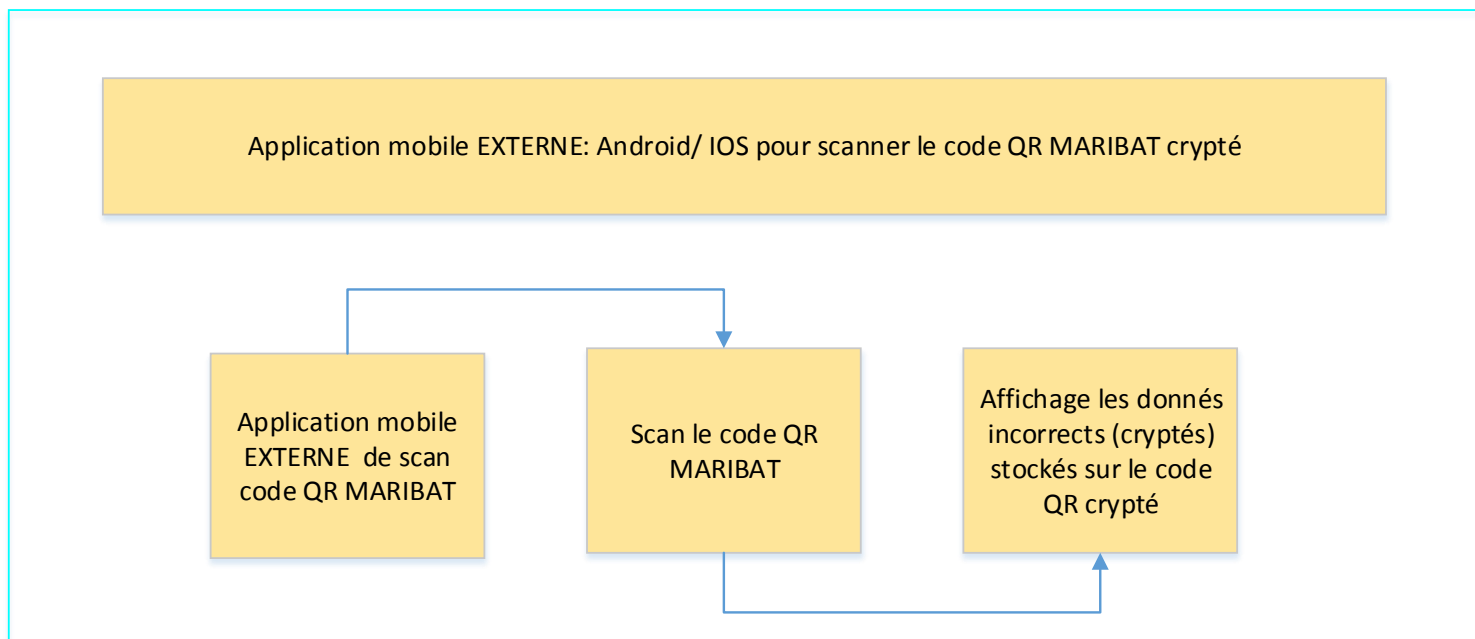 Application mobile EXTERNE: Android/ IOS pour scanner le code QR MARIBAT crypté
Application mobile
EXTERNE de scan
code QR MARIBAT
Scan le code QR
MARIBAT
Affichage les donnés
incorrects (cryptés)
stockés sur le code
QR crypté